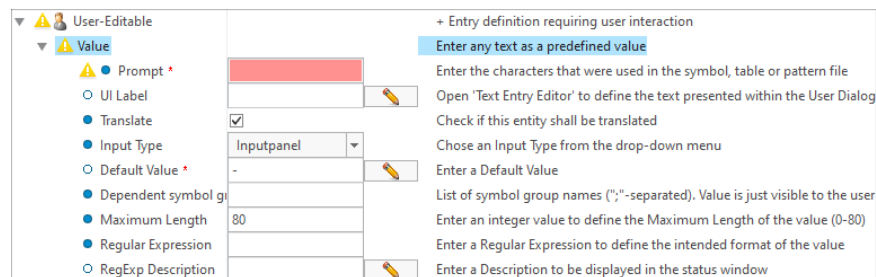 User-Editable + Entry definition requiring user interaction
Value Enter any text as a predefined value
Prompt * Enter the characters that were used in the symbol, table or pattern file
UI Label Open 'Text Entry Editor' to define the text presented within the User Dialog
Translate Check if this entity shall be translated
Input Type Inputpanel Chose an Input Type from the drop-down menu
Default Value * - Enter a Default Value
Dependent symbol List of symbol group names (";"-separated). Value is just visible to the user
Maximum Length 80 Enter an integer value to define the Maximum Length of the value (0-80)
Regular Expression Enter a Regular Expression to define the intended format of the value
RegExp Description Enter a Description to be displayed in the status window